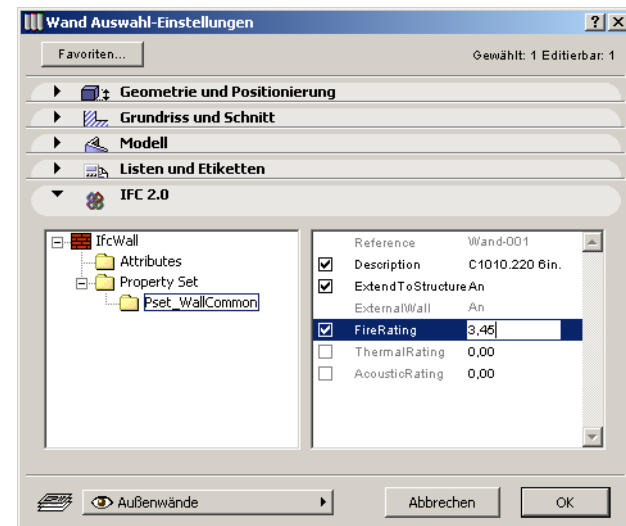 Wand Auswahl-Einstellungen
Favoriten...
Gewählt: 1 Editierbar: 1
Geometrie und Positionierung
Grundriss und Schnitt
Modell
Listen und Etiketten
IFC 2.0
IfcWall
Attributes
Property Set
Pset_WallCommon
Reference Wand-001
Description C1010.220 6in.
ExtendToStructure An
ExternalWall An
FireRating 3,45
ThermalRating 0,00
AcousticRating 0,00
Außenwände
Abbrechen
OK